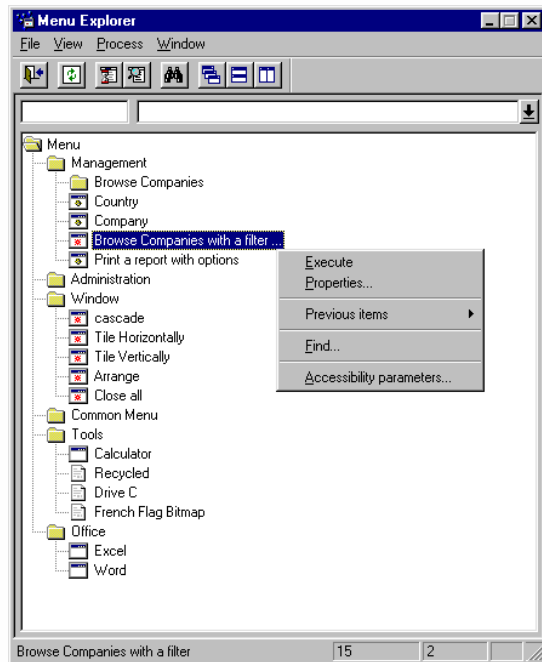 Menu Explorer
File View Process Window
Menu
Management
Browse Companies
Country
Company
Browse Companies with a filter ...
Print a report with options
Administration
Window
cascade
Tile Horizontally
Tile Vertically
Arrange
Close all
Common Menu
Tools
Calculator
Recycled
Drive C
French Flag Bitmap
Office
Excel
Word
Execute
Properties...
Previous items
Find...
Accessibility parameters...
Browse Companies with a filter 15 2